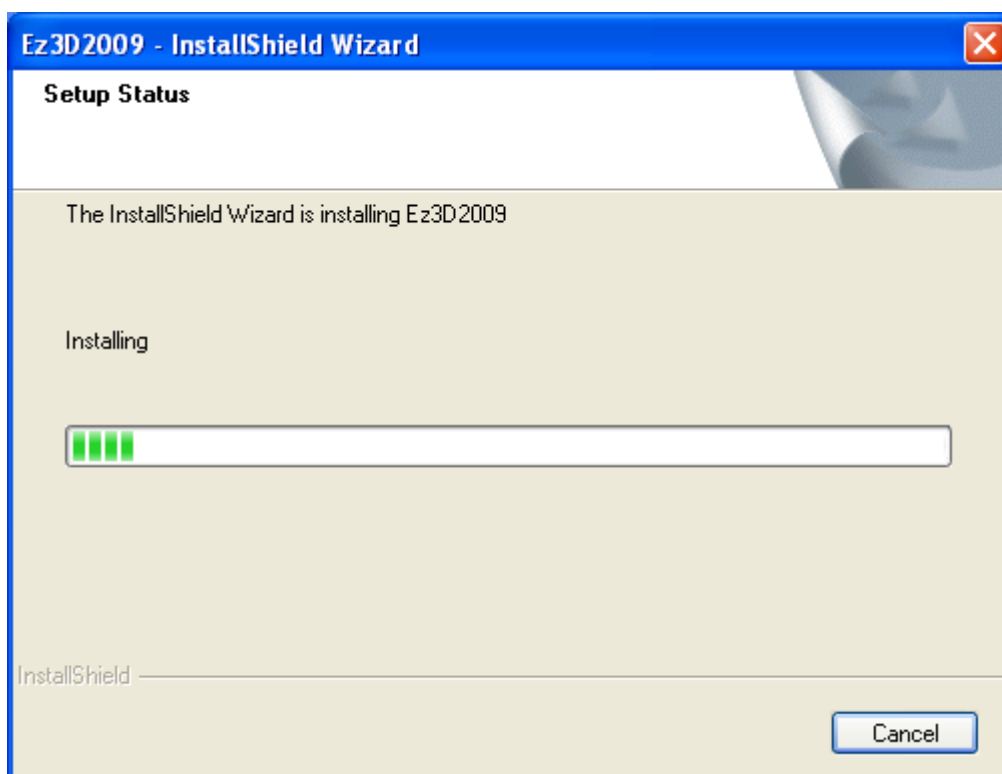 Ez3D2009 - InstallShield Wizard
Setup Status
The InstallShield Wizard is installing Ez3D2009
Installing
InstallShield
Cancel